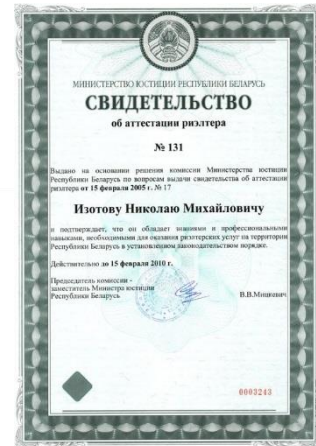 МИНИСТЕРСТВО ЮСТИЦИИ РЕСПУБЛИКИ БЕЛАРУСЬ
СВИДЕТЕЛЬСТВО
об аттестации риэлтера
№ 131
Выдано на основании решения комиссии Министерства юстиции
Республики Беларусь по вопросам выдачи свидетельства об аттестации
риэлтера от 15 февраля 2005 г. № 17
Изотову Николаю Михайловичу
и подтверждает, что он обладает знаниями и профессиональными
навыками, необходимыми для оказания риэлтерских услуг на территории
Республики Беларусь в установленном законодательством порядке.
Действительно до 15 февраля 2010 г.
Председатель комиссии -
заместитель Министра юстиции
Республики Беларусь В.В.Мицкевич
0003243